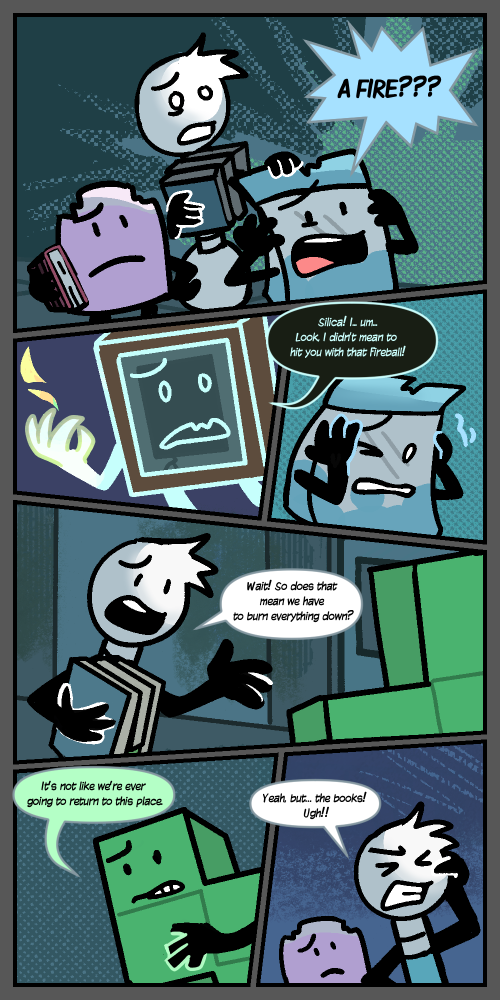 A FIRE???
Silica! I... um...
Look, I didn't mean to
hit you with that fireball!
Wait! So does that
mean we have
to burn everything down?
It's not like we're ever
going to return to this place.
Yeah, but... the books!
Ugh!!